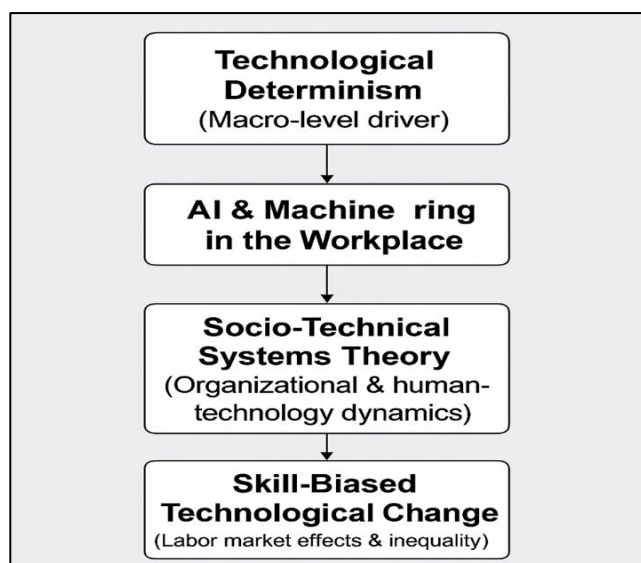 Technological
Determinism
(Macro-level driver)
AI & Machine ring
in the Workplace
Socio-Technical
Systems Theory
(Organizational & human-
technology dynamics)
Skill-Biased
Technological Change
(Labor market effects & inequality)